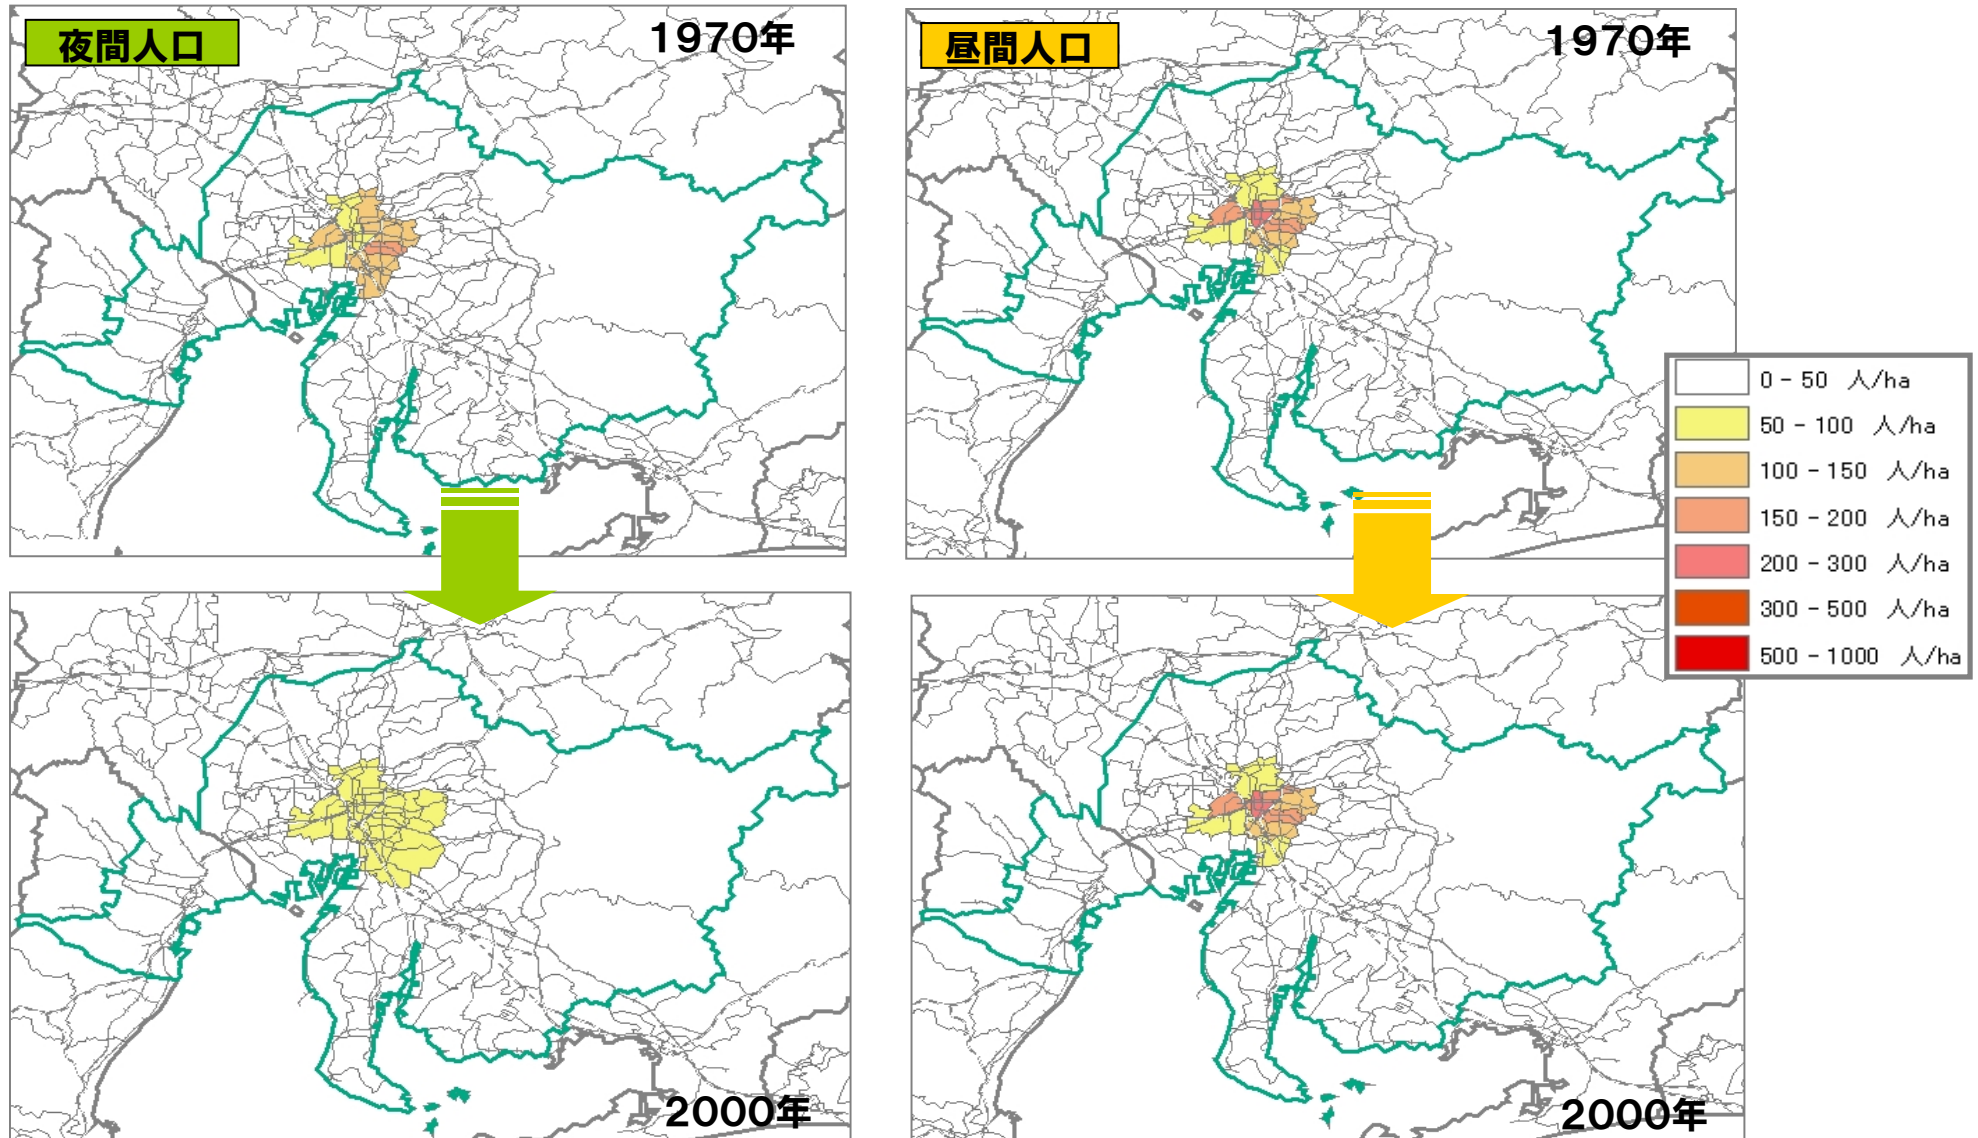 夜間人口
1970年
昼間人口
1970年
0 - 50 人/ha
50 - 100 人/ha
100 - 150 人/ha
150 - 200 人/ha
200 - 300 人/ha
300 - 500 人/ha
500 - 1000 人/ha
2000年
2000年